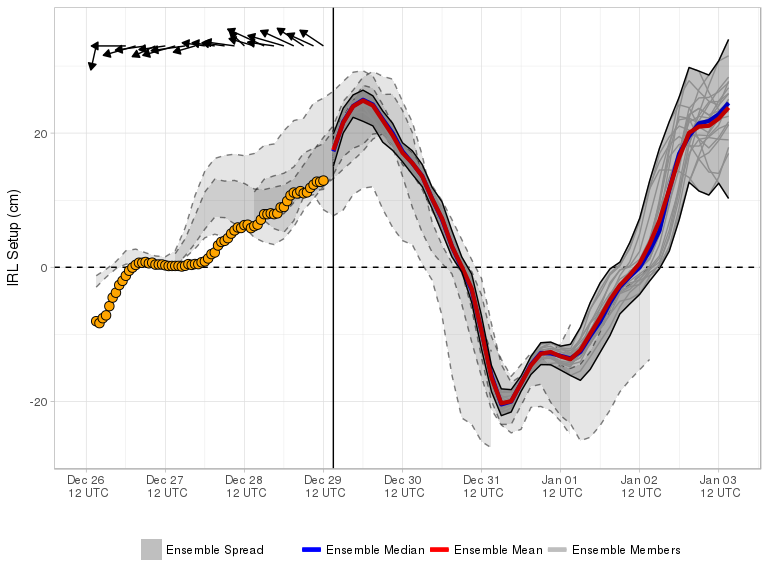 IRL Setup (cm)
20
0
-20
Dec 26 Dec 27 Dec 28 Dec 29 Dec 30 Dec 31 Jan 01 Jan 02 Jan 03
12 UTC 12 UTC 12 UTC 12 UTC 12 UTC 12 UTC 12 UTC 12 UTC 12 UTC
Ensemble Spread Ensemble Median Ensemble Mean Ensemble Members